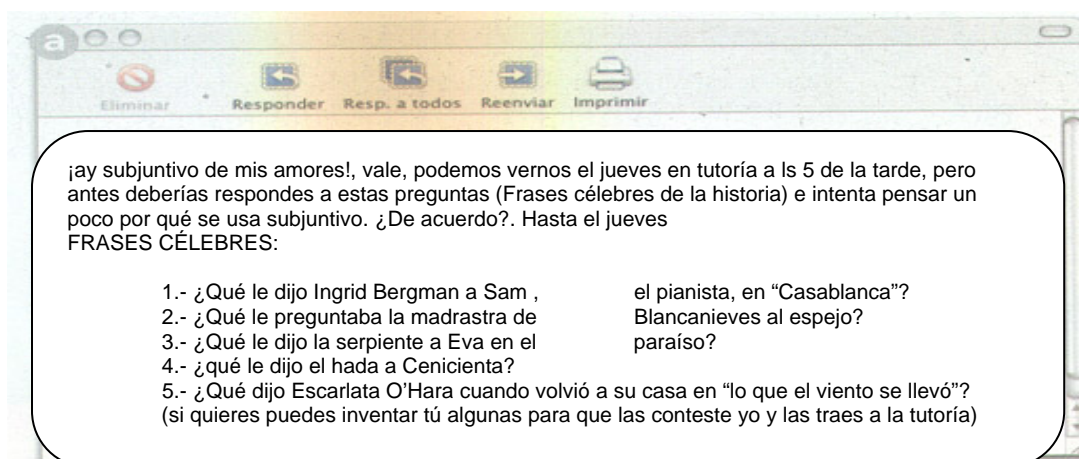 a
Eliminar Responder Resp. a todos Reenviar Imprimir
¡ay subjuntivo de mis amores!, vale, podemos vernos el jueves en tutoría a ls 5 de la tarde, pero
antes deberías respondes a estas preguntas (Frases célebres de la historia) e intenta pensar un
poco por qué se usa subjuntivo. ¿De acuerdo?. Hasta el jueves
FRASES CÉLEBRES:
1.- ¿Qué le dijo Ingrid Bergman a Sam , el pianista, en “Casablanca”?
2.- ¿Qué le preguntaba la madrastra de Blancanieves al espejo?
3.- ¿Qué le dijo la serpiente a Eva en el paraíso?
4.- ¿qué le dijo el hada a Cenicienta?
5.- ¿Qué dijo Escarlata O’Hara cuando volvió a su casa en “lo que el viento se llevó”?
(si quieres puedes inventar tú algunas para que las conteste yo y las traes a la tutoría)